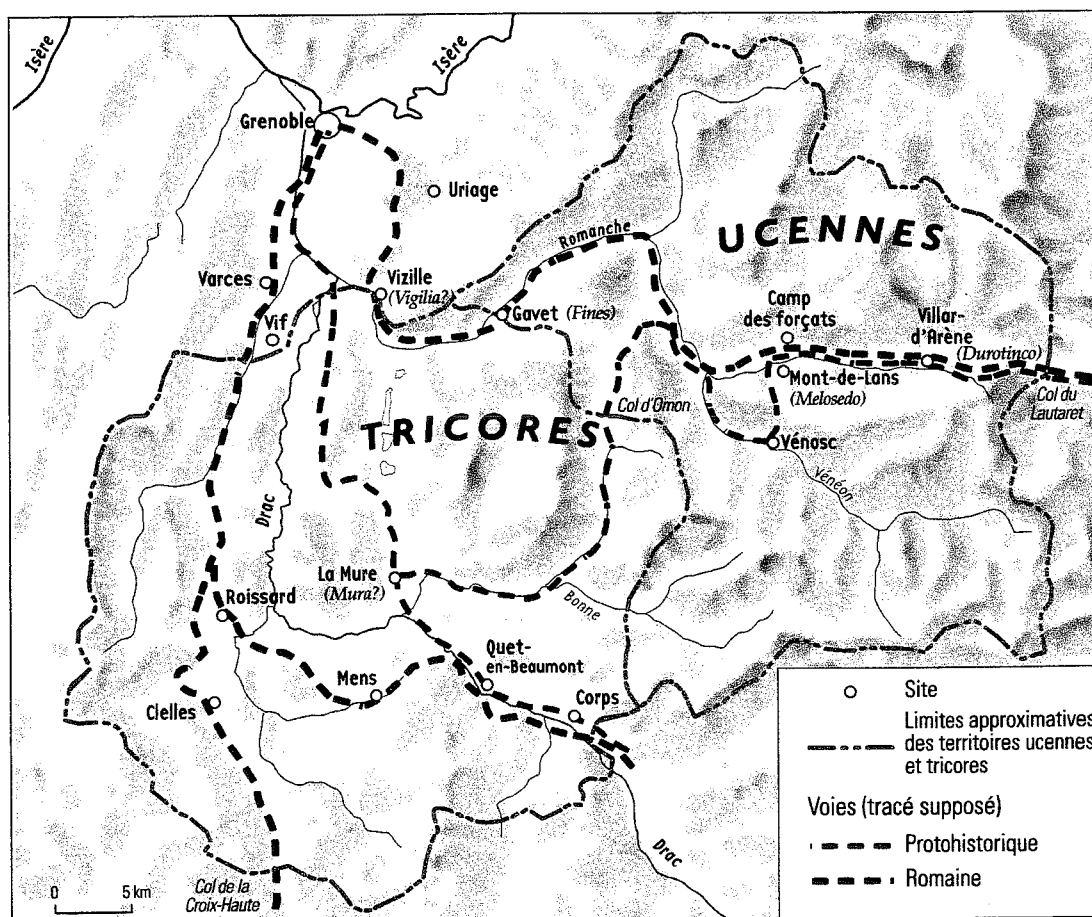 Isère
Isère
Grenoble
Uriage
UCENNES
Romanche
Varces
Vizille
(Vigilia?)
Gavet (Fines)
Vif
Camp
des forçats
Villar-
d'Arène
(Durotinco)
Mont-de-Lans
(Melosedo)
Col du
Lautaret
Col d'Ornon
TRICORES
Vénosc
Vénéon
Drac
La Mure
(Mura?)
Roissard
Bonne
Quet-
en-Beaumont
Mens
Corps
Clelles
Drac
Col de la
Croix-Haute
0 5 km
Site
Limites approximatives
des territoires ucennes
et tricores
Voies (tracé supposé)
Protohistorique
Romaine